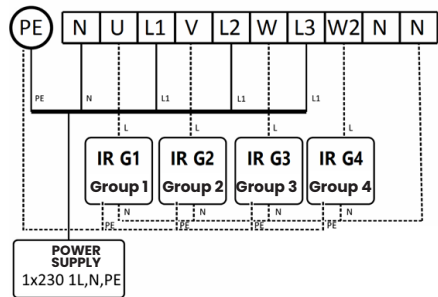 PE N U L1 V L2 W L3 W2 N N
PE N L1 L1 L1
L L L L
IR G1 IR G2 IR G3 IR G4
Group 1 Group 2 Group 3 Group 4
N N N N
PE PE PE PE
POWER
SUPPLY
1x230 1L,N,PE